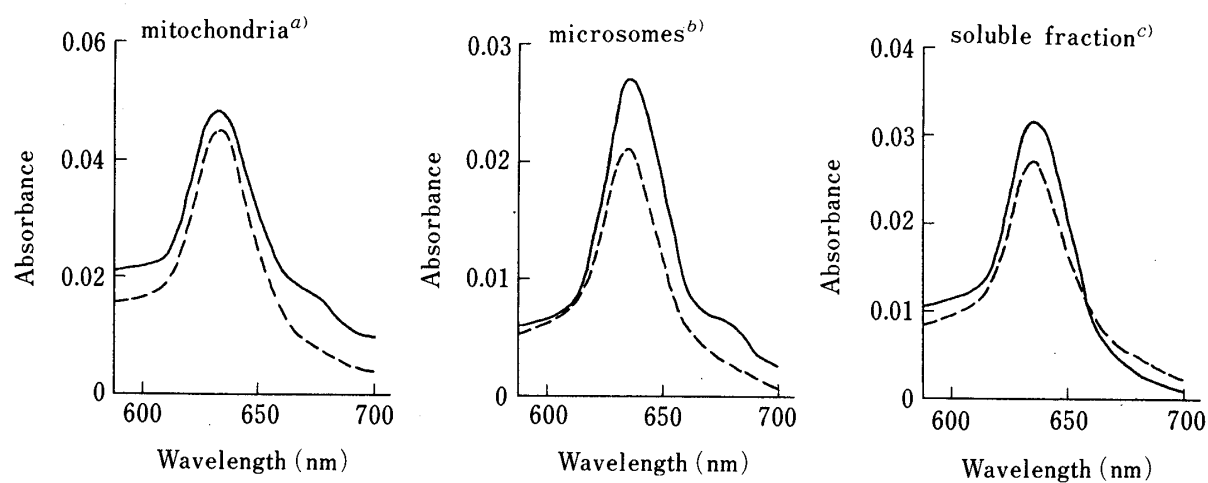 mitochondria a)
0.06
0.04
0.02
0
Absorbance
600 650 700
Wavelength (nm)
microsomes b)
0.03
0.02
0.01
0
Absorbance
600 650 700
Wavelength (nm)
soluble fraction c)
0.04
0.03
0.02
0.01
0
Absorbance
600 650 700
Wavelength (nm)